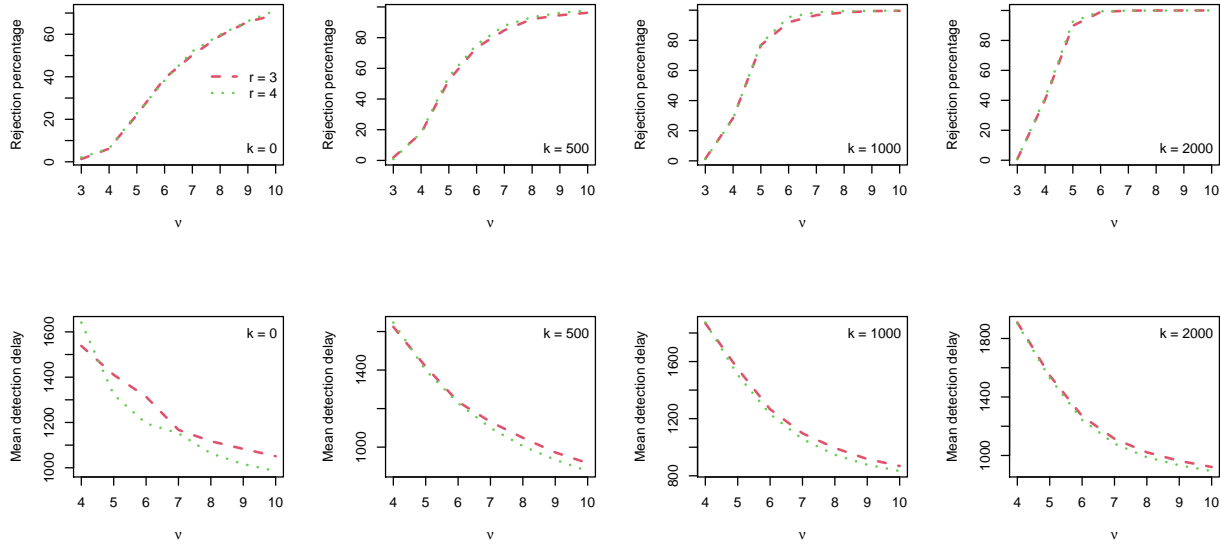 Rejection percentage
0 20 40 60
3 4 5 6 7 8 9 10
ν
r = 3
r = 4
k = 0
Rejection percentage
0 20 40 60 80
3 4 5 6 7 8 9 10
ν
k = 500
Rejection percentage
0 20 40 60 80
3 4 5 6 7 8 9 10
ν
k = 1000
Rejection percentage
0 20 40 60 80
3 4 5 6 7 8 9 10
ν
k = 2000
Mean detection delay
1000 1100 1200 1300 1400 1600
4 5 6 7 8 9 10
ν
k = 0
Mean detection delay
1000 1400
4 5 6 7 8 9 10
ν
k = 500
Mean detection delay
800 1000 1200 1600
4 5 6 7 8 9 10
ν
k = 1000
Mean detection delay
1000 1200 1400 1800
4 5 6 7 8 9 10
ν
k = 2000